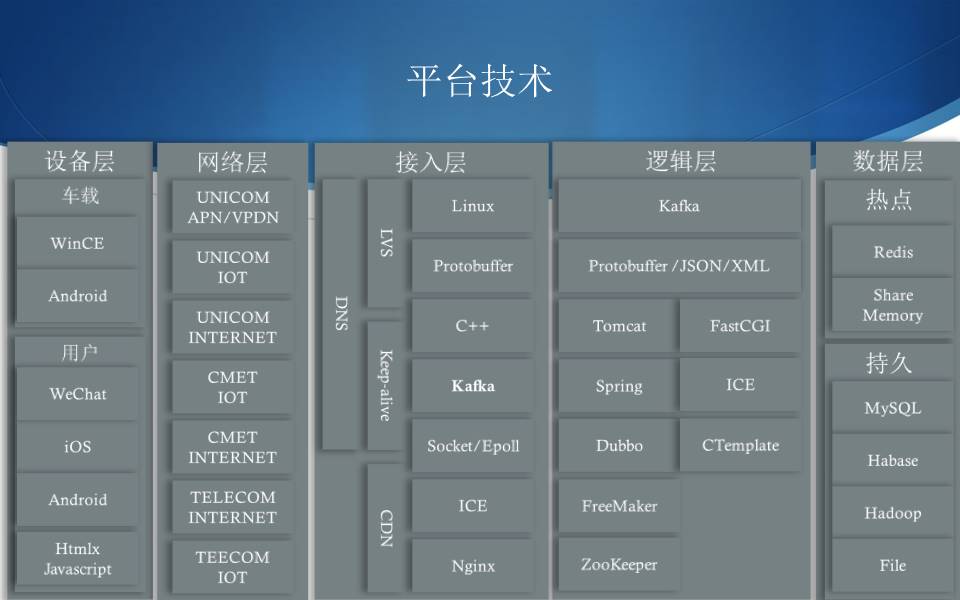 平台技术
设备层
车载
WinCE
Android
用户
WeChat
iOS
Android
Htmlx
Javascript
网络层
UNICOM
APN/VPDN
UNICOM
IOT
UNICOM
INTERNET
CMET
IOT
CMET
INTERNET
TELECOM
INTERNET
TEECOM
IOT
接入层
DNS
LVS
Keep-alive
CDN
Linux
Protobuffer
C++
Kafka
Socket/Epoll
ICE
Nginx
逻辑层
Kafka
Protobuffer /JSON/XML
Tomcat
FastCGI
Spring
ICE
Dubbo
CTemplate
FreeMaker
ZooKeeper
数据层
热点
Redis
Share
Memory
持久
MySQL
Habase
Hadoop
File